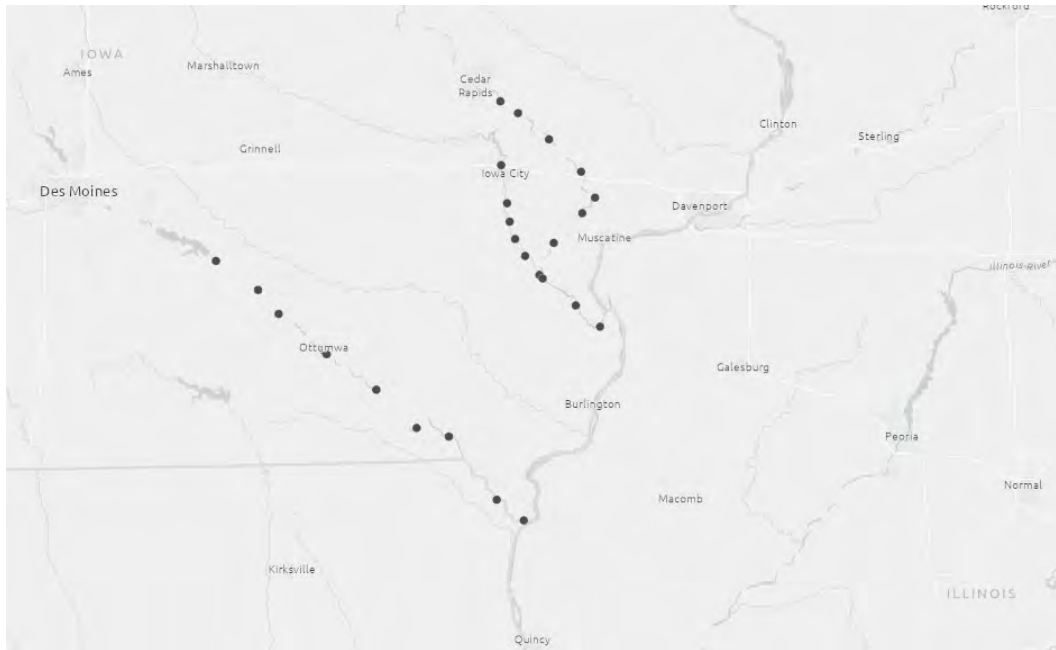 Rockford
IOWA
Marshalltown
Ames
Cedar
Rapids
Clinton
Sterling
Grinnell
Iowa City
Des Moines
Davenport
Muscatine
Illinois River
Ottumwa
Galesburg
Burlington
Peoria
Normal
Macomb
Kirksville
ILLINOIS
Quincy